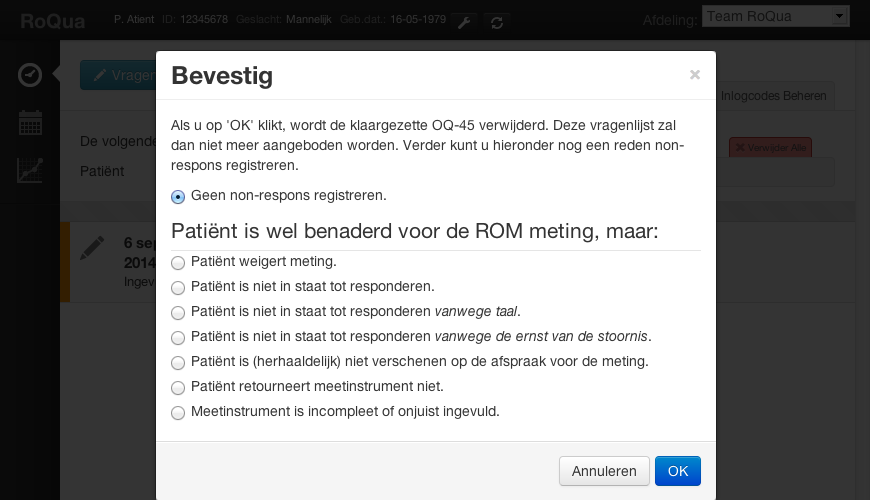 RoQua P. Atient ID: 12345678 Geslacht: Mannelijk Geb.dat.: 16-05-1979 Afdeling: Team RoQua
Bevestig ×
Vragen
Inlogcodes Beheren
Als u op 'OK' klikt, wordt de klaargezette OQ-45 verwijderd. Deze vragenlijst zal
dan niet meer aangeboden worden. Verder kunt u hieronder nog een reden non-
respons registreren.
De volgende
Verwijder Alle
Patiënt
Geen non-respons registreren.
Patiënt is wel benaderd voor de ROM meting, maar:
6 sep
2014
Ingev
Patiënt weigert meting.
Patiënt is niet in staat tot responderen.
Patiënt is niet in staat tot responderen vanwege taal.
Patiënt is niet in staat tot responderen vanwege de ernst van de stoornis.
Patiënt is (herhaaldelijk) niet verschenen op de afspraak voor de meting.
Patiënt retourneert meetinstrument niet.
Meetinstrument is incompleet of onjuist ingevuld.
Annuleren OK